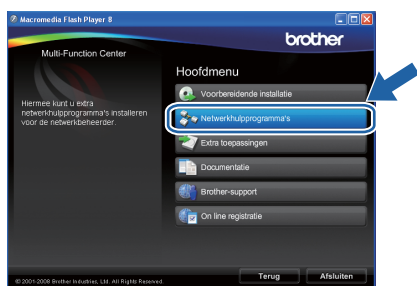 Macromedia Flash Player 8
brother
Multi-Function Center
Hoofdmenu
Voorbereidende installatie
Hiermee kunt u extra
netwerkhulpprogramma's installeren
voor de netwerkbeheerder.
Netwerkhulpprogramma's
Extra toepassingen
Documentatie
Brother-support
On line registratie
Terug
Afsluiten
© 2001-2008 Brother Industries, Ltd. All Rights Reserved.